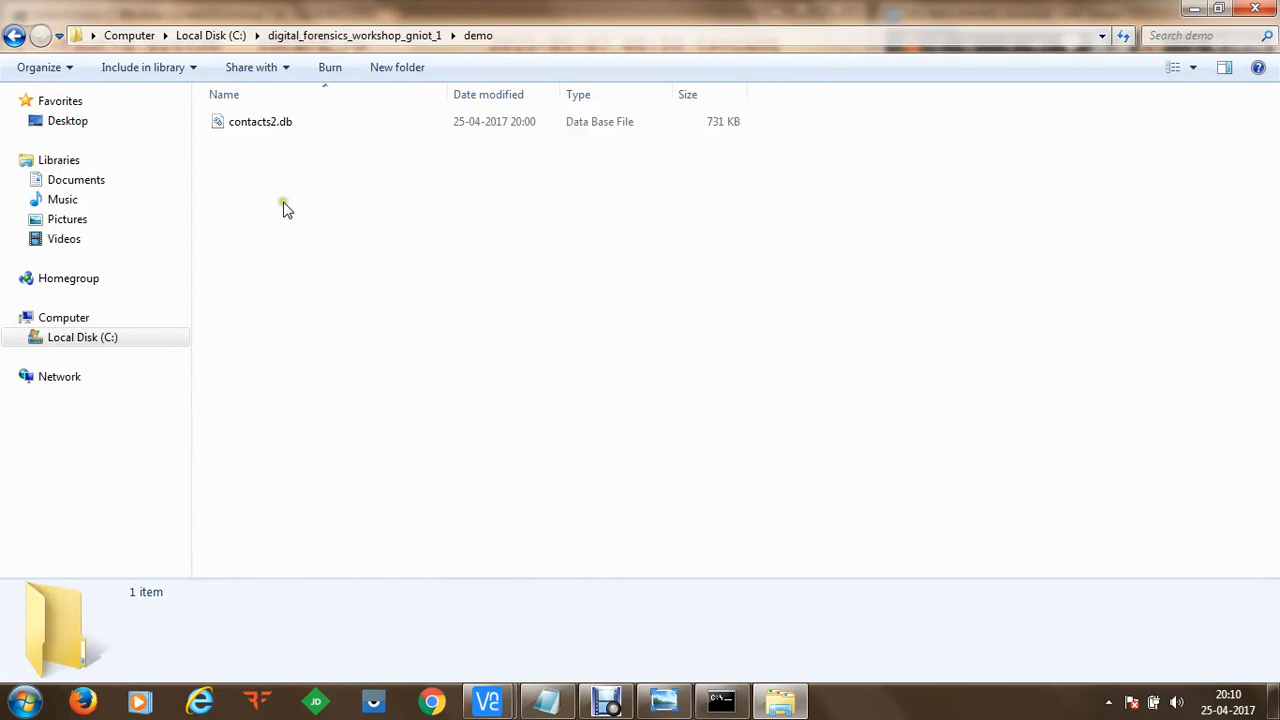 Computer Local Disk (C:) digital_forensics_workshop_gniot_1 demo Search demo
Organize Include in library Share with Burn New folder
Name Date modified Type Size
contacts2.db 25-04-2017 20:00 Data Base File 731 KB
Favorites
Desktop
Libraries
Documents
Music
Pictures
Videos
Homegroup
Computer
Local Disk (C:)
Network
1 item
JD
C:\
20:10
25-04-2017